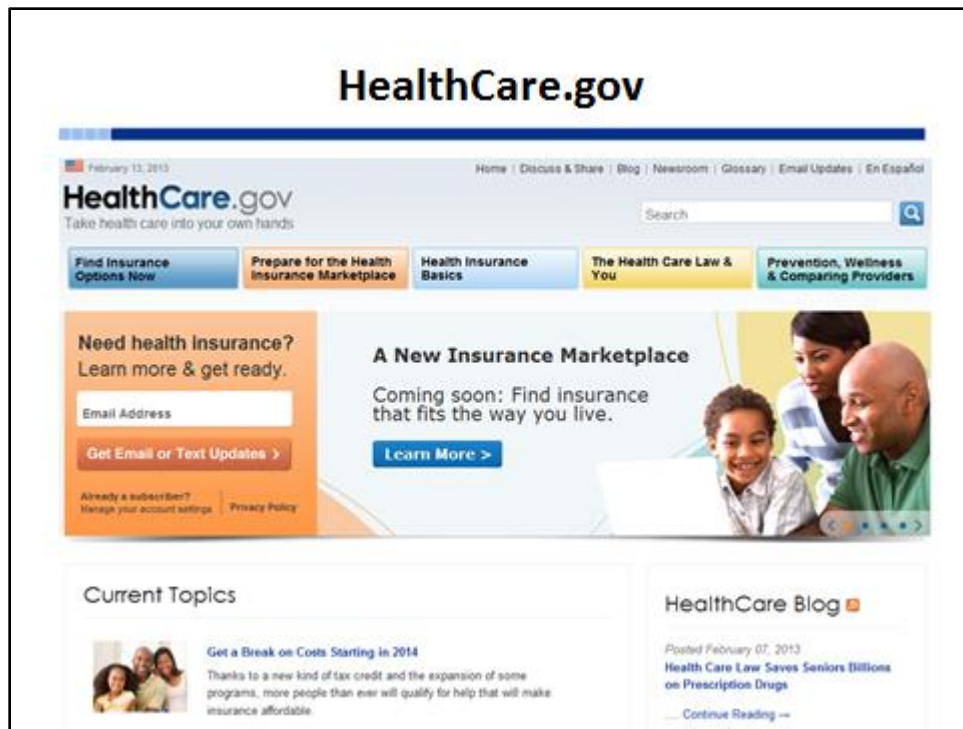 HealthCare.gov
February 13, 2013
Home | Discuss & Share | Blog | Newsroom | Glossary | Email Updates | En Español
HealthCare.gov
Take health care into your own hands
Search
Find Insurance
Options Now
Prepare for the Health
Insurance Marketplace
Health Insurance
Basics
The Health Care Law &
You
Prevention, Wellness
& Comparing Providers
Need health insurance?
Learn more & get ready.
Email Address
Get Email or Text Updates >
Already a subscriber?
Manage your account settings
Privacy Policy
A New Insurance Marketplace
Coming soon: Find insurance
that fits the way you live.
Learn More >
Current Topics
Get a Break on Costs Starting in 2014
Thanks to a new kind of tax credit and the expansion of some
programs, more people than ever will qualify for help that will make
insurance affordable.
HealthCare Blog
Posted February 07, 2013
Health Care Law Saves Seniors Billions
on Prescription Drugs
.... Continue Reading →